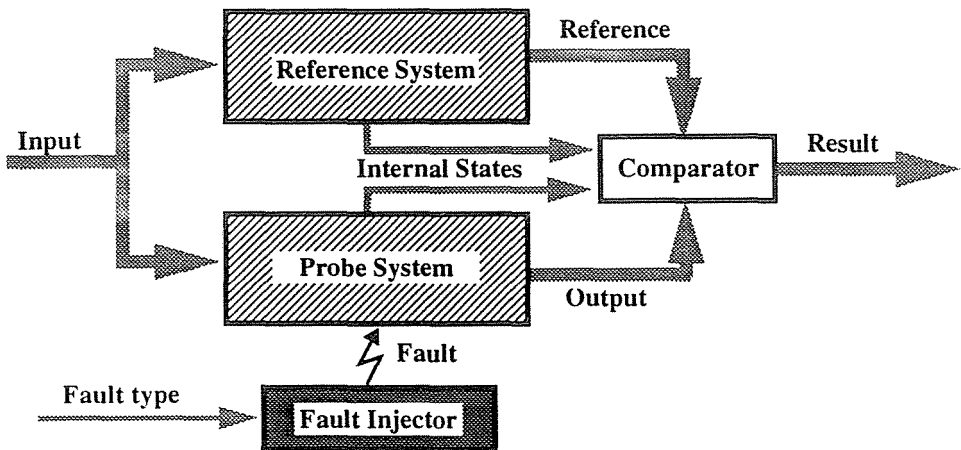 Reference
Reference System
Input
Internal States
Comparator
Result
Probe System
Output
Fault
Fault type
Fault Injector